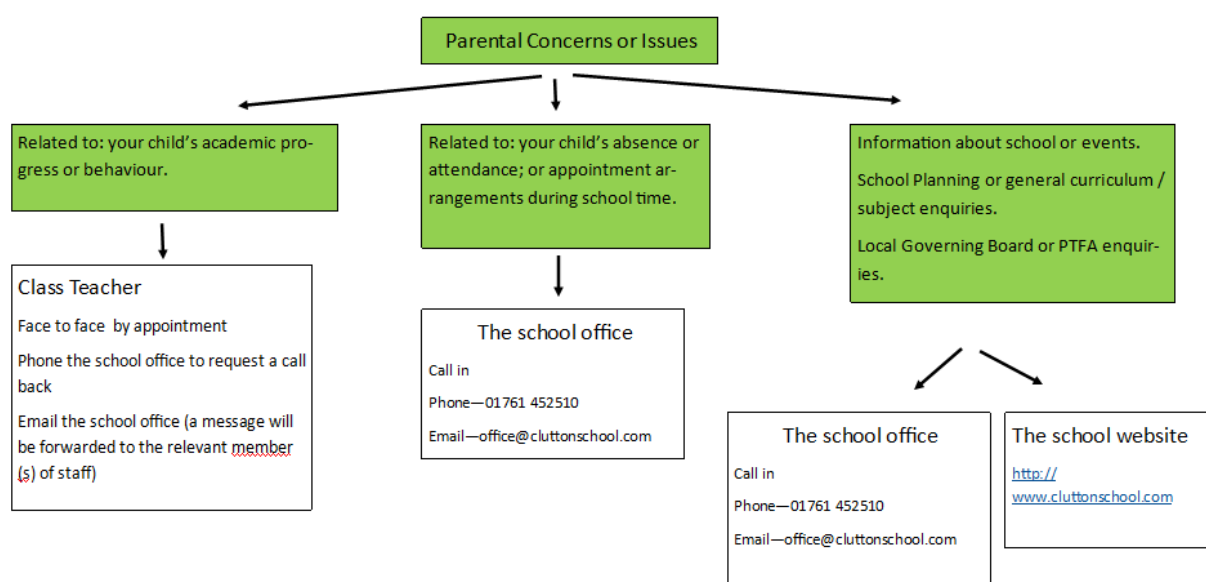 Parental Concerns or Issues
Related to: your child's academic pro-
gress or behaviour.
Related to: your child's absence or
attendance; or appointment ar-
rangements during school time.
Information about school or events.
School Planning or general curriculum /
subject enquiries.
Local Governing Board or PTFA enquir-
ies.
Class Teacher
Face to face  by appointment
Phone the school office to request a call
back
Email the school office (a message will
be forwarded to the relevant member
(s) of staff)
The school office
Call in
Phone—01761 452510
Email—office@cluttonschool.com
The school office
Call in
Phone—01761 452510
Email—office@cluttonschool.com
The school website
http://
www.cluttonschool.com